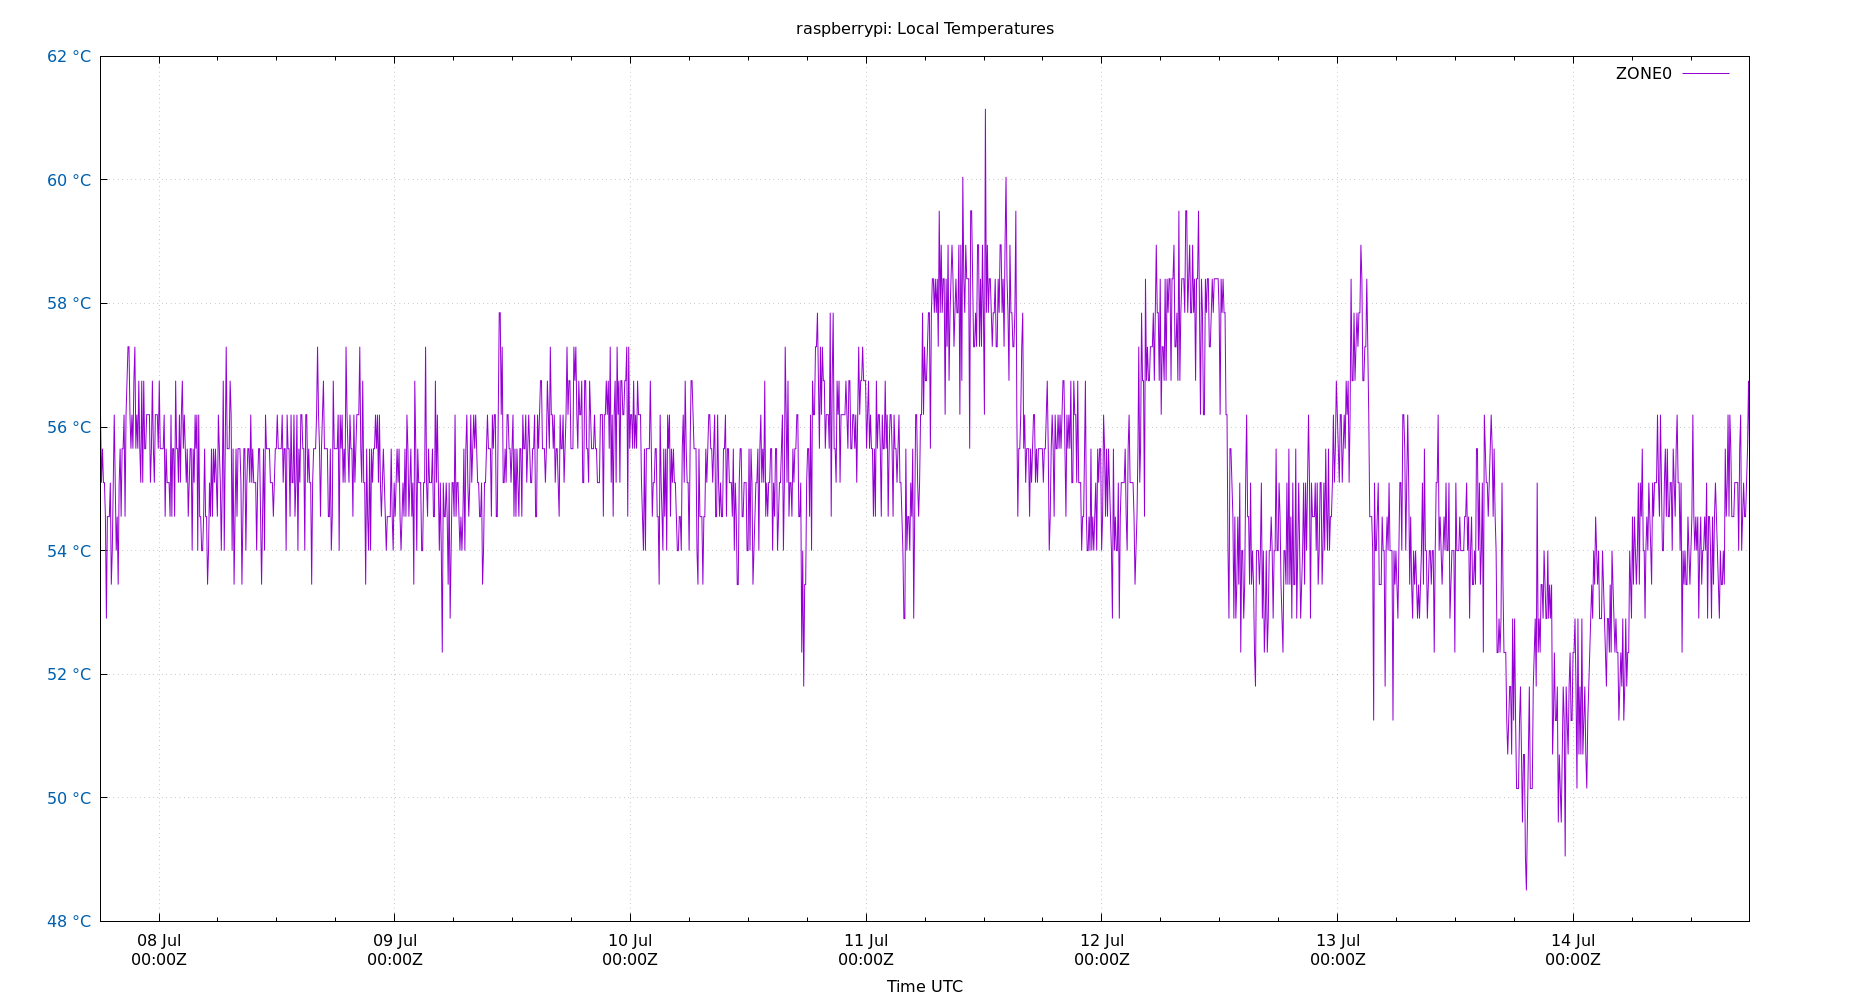 raspberrypi: Local Temperatures
62 °C
ZONE0
60 °C
58 °C
56 °C
54 °C
52 °C
50 °C
48 °C
08 Jul 09 Jul 10 Jul 11 Jul 12 Jul 13 Jul 14 Jul
00:00Z 00:00Z 00:00Z 00:00Z 00:00Z 00:00Z 00:00Z
Time UTC